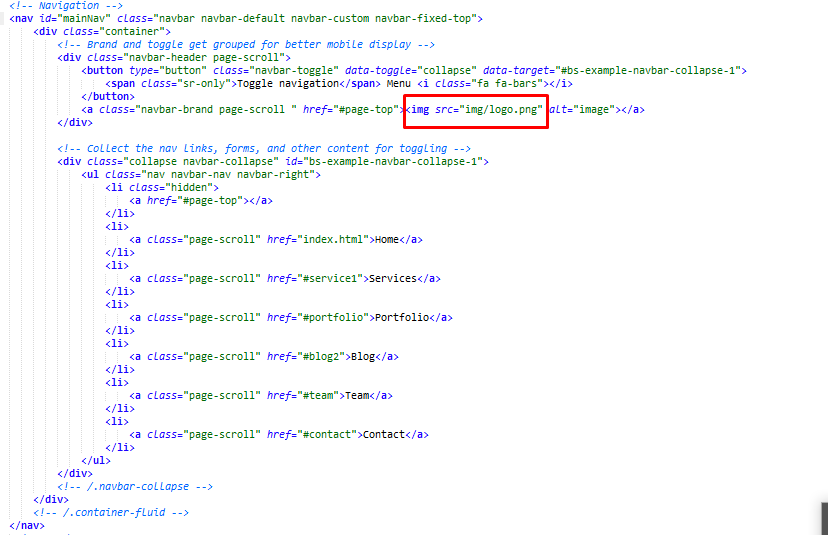 <!-- Navigation -->
<nav id="mainNav" class="navbar navbar-default navbar-custom navbar-fixed-top">
<div class="container">
<!-- Brand and toggle get grouped for better mobile display -->
<div class="navbar-header page-scroll">
<button type="button" class="navbar-toggle" data-toggle="collapse" data-target="#bs-example-navbar-collapse-1">
<span class="sr-only">Toggle navigation</span> Menu <i class="fa fa-bars"></i>
</button>
<a class="navbar-brand page-scroll " href="#page-top"><img src="img/logo.png" alt="image"></a>
</div>
<!-- Collect the nav links, forms, and other content for toggling -->
<div class="collapse navbar-collapse" id="bs-example-navbar-collapse-1">
<ul class="nav navbar-nav navbar-right">
<li class="hidden">
<a href="#page-top"></a>
</li>
<li>
<a class="page-scroll" href="index.html">Home</a>
</li>
<li>
<a class="page-scroll" href="#service1">Services</a>
</li>
<li>
<a class="page-scroll" href="#portfolio">Portfolio</a>
</li>
<li>
<a class="page-scroll" href="#blog2">Blog</a>
</li>
<li>
<a class="page-scroll" href="#team">Team</a>
</li>
<li>
<a class="page-scroll" href="#contact">Contact</a>
</li>
</ul>
</div>
<!-- /.navbar-collapse -->
</div>
<!-- /.container-fluid -->
</nav>